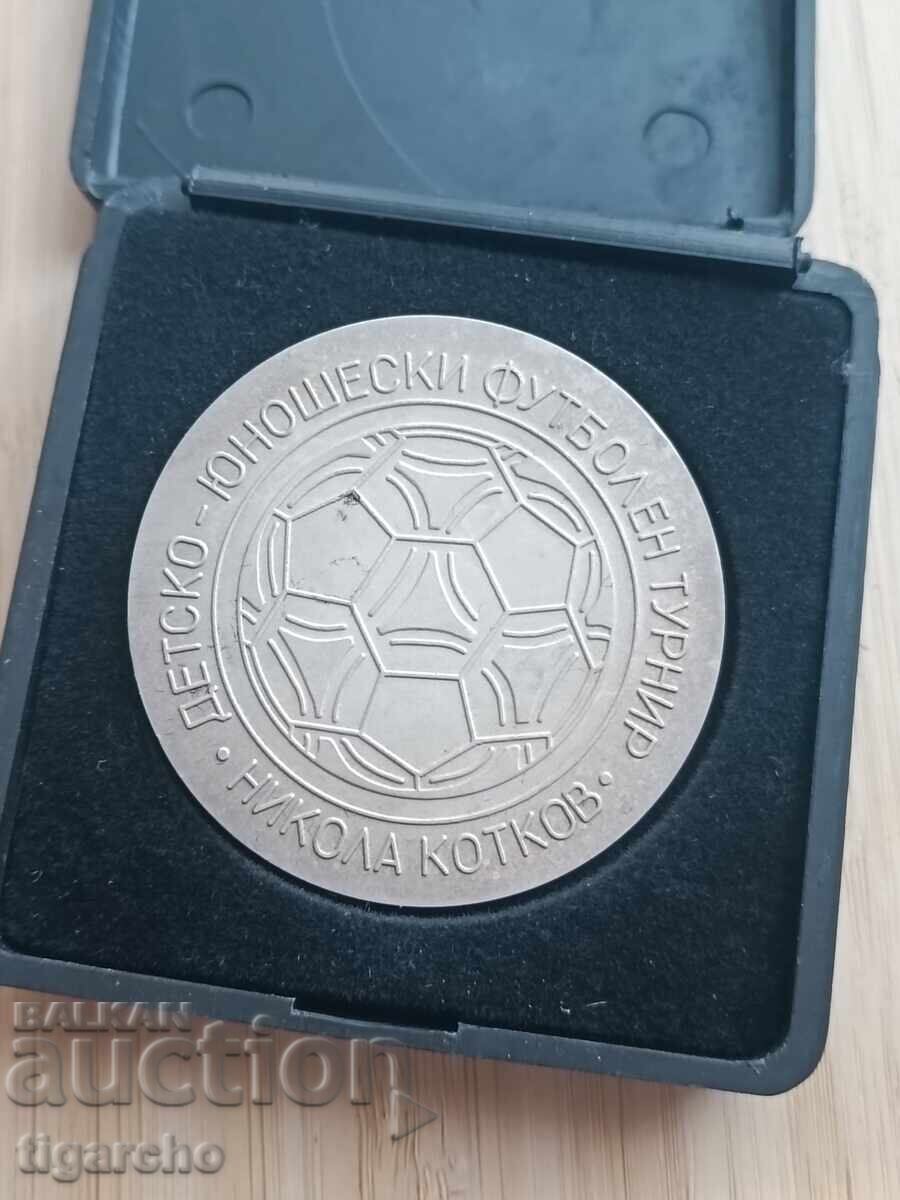 ДЕТСКО - ЮНОШЕСКИ ФУТБОЛЕН ТУРНИР
• НИКОЛА КОТКОВ •
BALKAN
auction
tigarcho